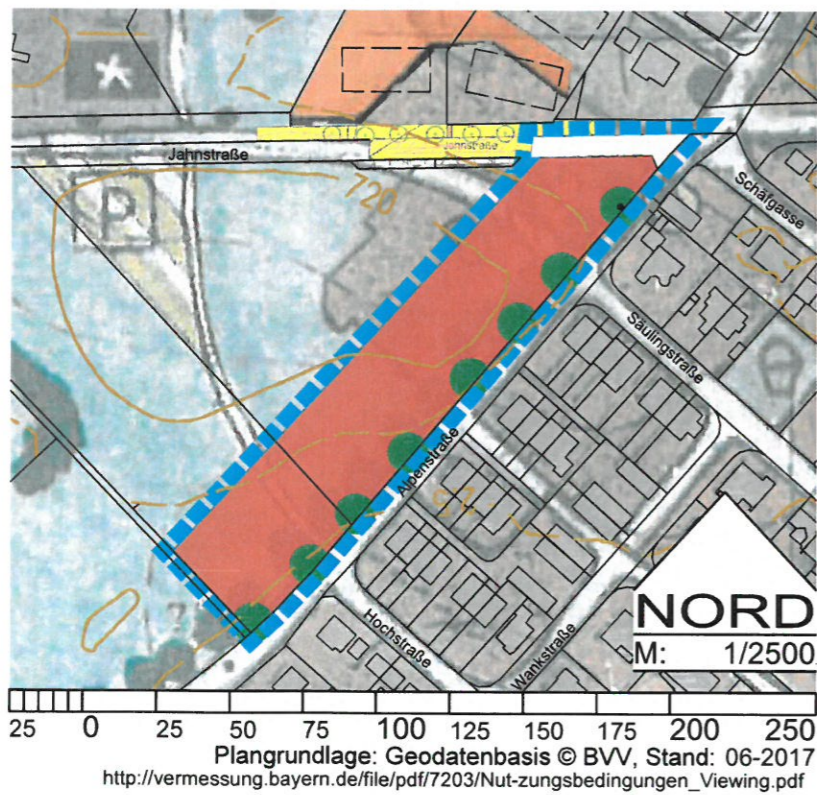 Jahnstraße
Jahnstraße
720
P
Schäfgasse
Säulingstraße
Alpenstraße
Hochstraße
Wankstraße
NORD
M: 1/2500
25 0 25 50 75 100 125 150 175 200 250
Plangrundlage: Geodatenbasis © BVV, Stand: 06-2017
http://vermessung.bayern.de/file/pdf/7203/Nut-zungsbedingungen_Viewing.pdf